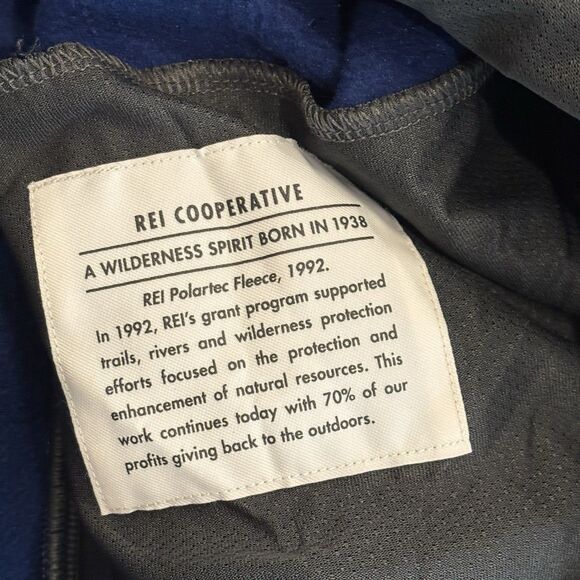 REI COOPERATIVE
A WILDERNESS SPIRIT BORN IN 1938
REI Polartec Fleece, 1992.
In 1992, REI's grant program supported
trails, rivers and wilderness protection
efforts focused on the protection and
enhancement of natural resources. This
work continues today with 70% of our
profits giving back to the outdoors.